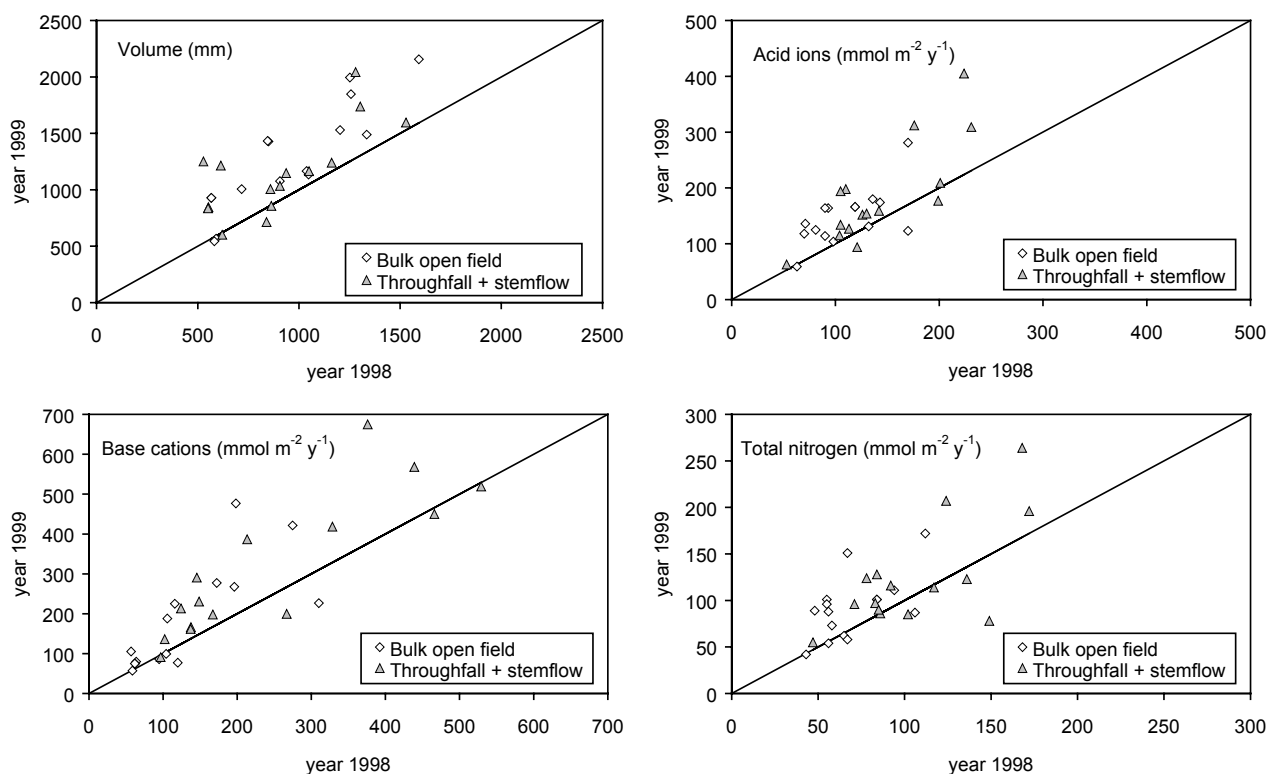 Volume (mm)
year 1999
2500
2000
1500
1000
500
0
0 500 1000 1500 2000 2500
year 1998
Bulk open field
Throughfall + stemflow
Acid ions (mmol m⁻² y⁻¹)
year 1999
500
400
300
200
100
0
0 100 200 300 400 500
year 1998
Bulk open field
Throughfall + stemflow
Base cations (mmol m⁻² y⁻¹)
year 1999
700
600
500
400
300
200
100
0
0 100 200 300 400 500 600 700
year 1998
Bulk open field
Throughfall + stemflow
Total nitrogen (mmol m⁻² y⁻¹)
year 1999
300
250
200
150
100
50
0
0 50 100 150 200 250 300
year 1998
Bulk open field
Throughfall + stemflow